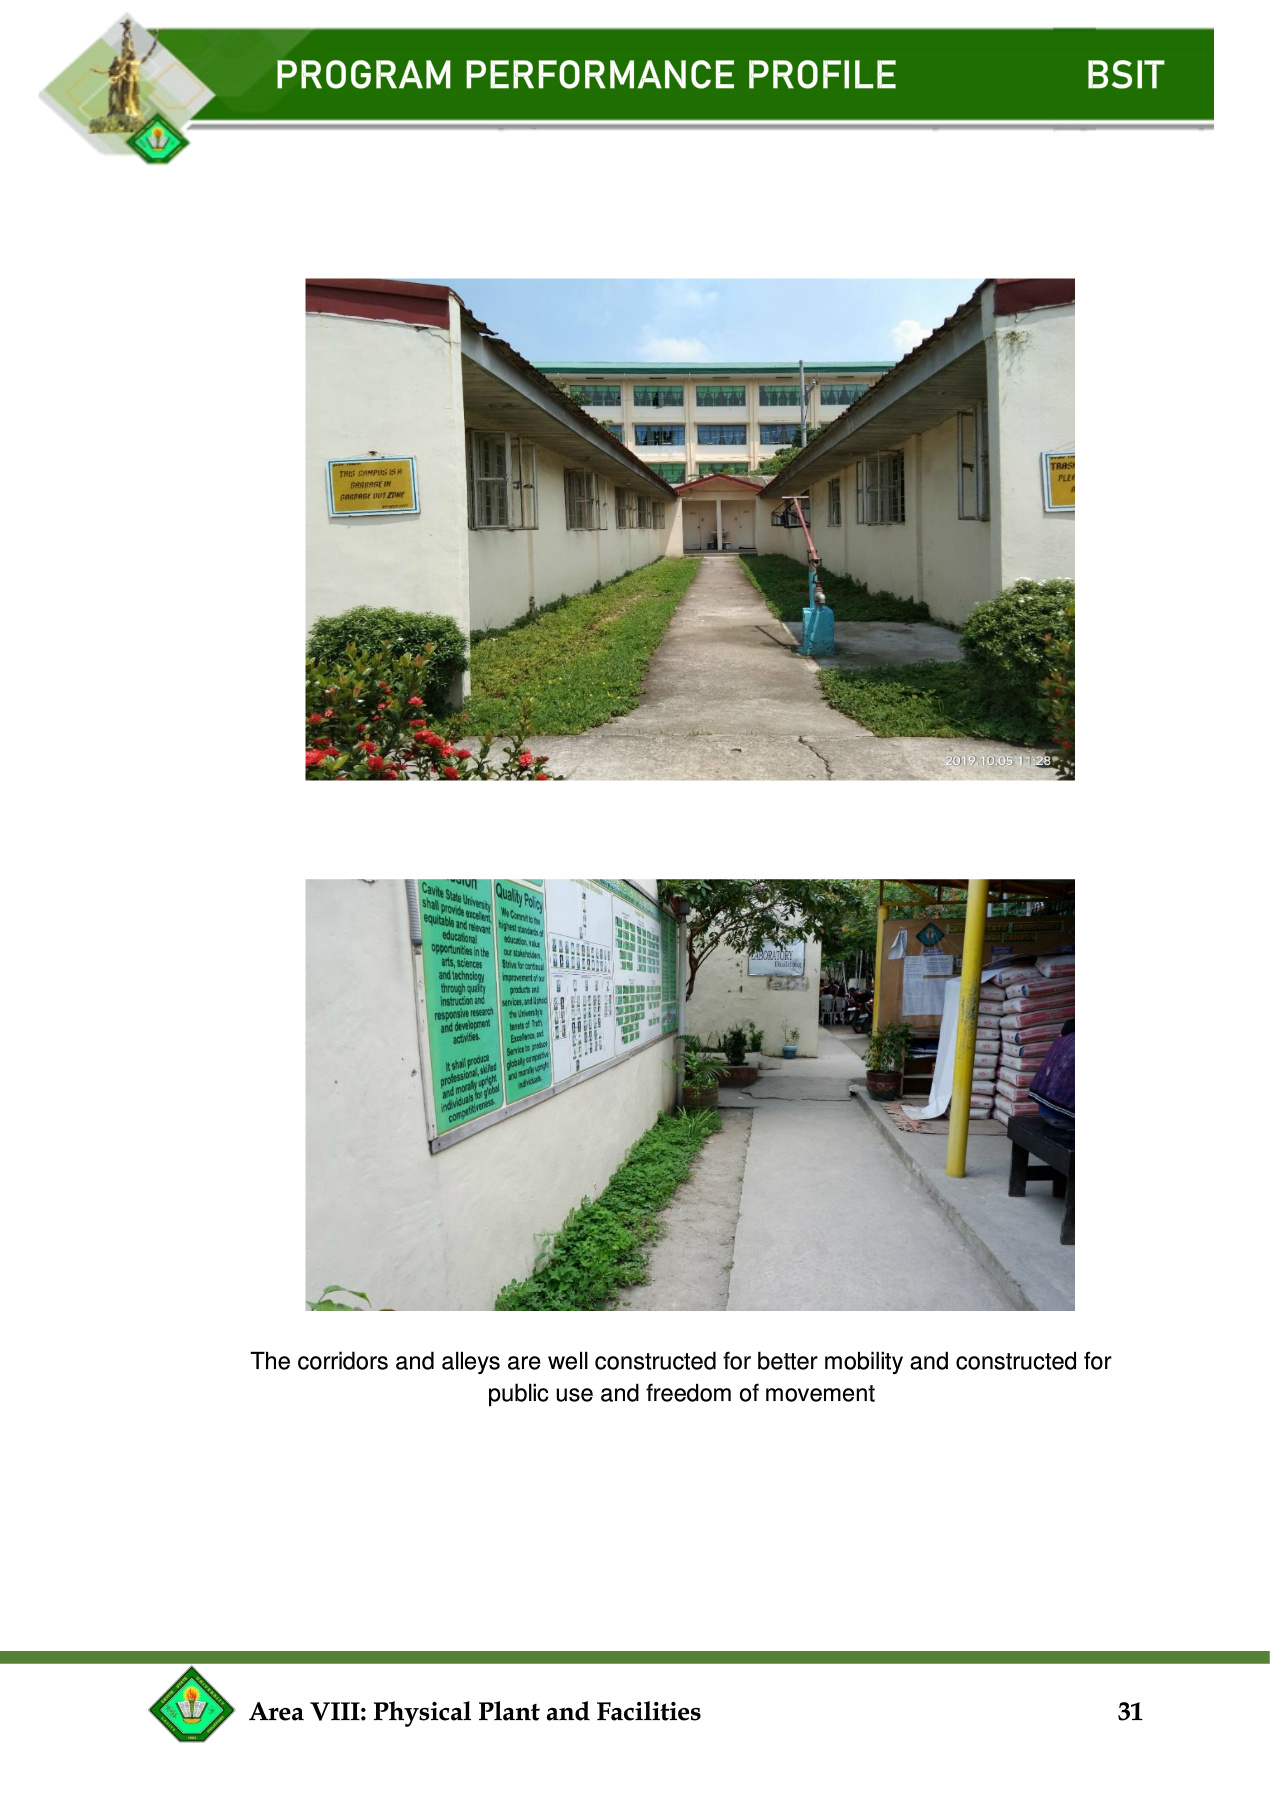 PROGRAM PERFORMANCE PROFILE BSIT
THIS CAMPUS IS A
GARBAGE IN
GARBAGE OUT ZONE
TRASH
2019.10.05 11:28
Cavite State University
shall provide excellent,
equitable and relevant
educational
opportunities in the
arts, sciences
and technology
through quality
instruction and
responsive research
and development
activities.
It shall produce
professional, skilled
and morally upright
individuals for global
competitiveness.
Quality Policy
We Commit to the
highest standards of
education, value
our stakeholders,
Strive for continual
improvement of our
products and
services, and Uphold
the University's
tenets of Truth,
Excellence, and
Service to produce
globally competitive
and morally upright
individuals.
LABORATORY
Building
The corridors and alleys are well constructed for better mobility and constructed for
public use and freedom of movement
Area VIII: Physical Plant and Facilities 31